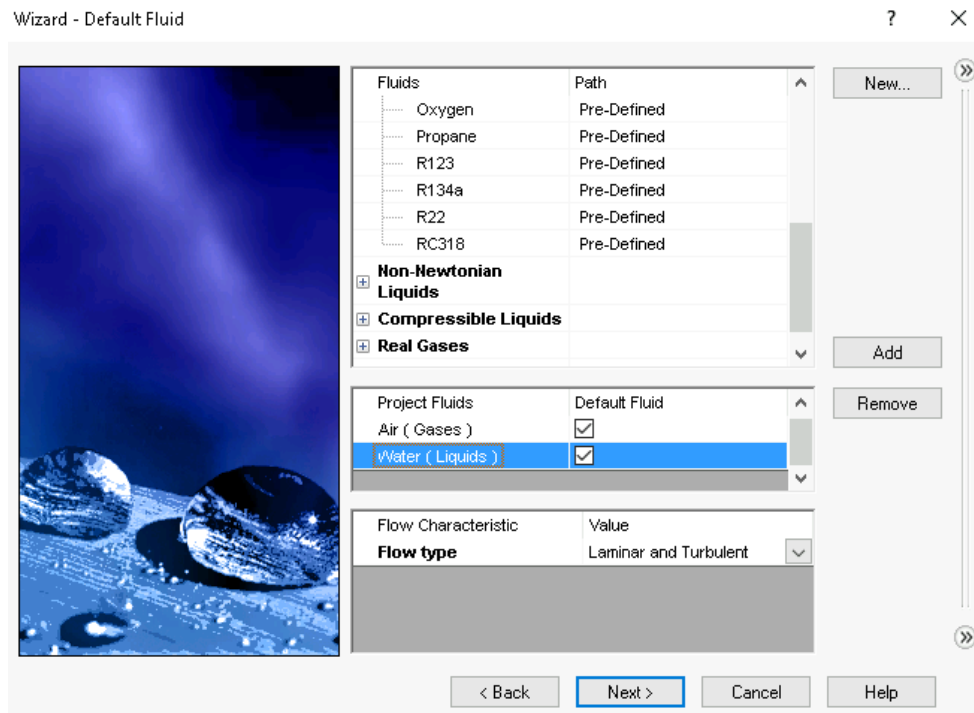 Wizard - Default Fluid ?
Fluids Path
Oxygen Pre-Defined
Propane Pre-Defined
R123 Pre-Defined
R134a Pre-Defined
R22 Pre-Defined
RC318 Pre-Defined
Non-Newtonian
Liquids
Compressible Liquids
Real Gases
New...
Add
Project Fluids Default Fluid
Air ( Gases )
Water ( Liquids )
Remove
Flow Characteristic Value
Flow type Laminar and Turbulent
< Back Next > Cancel Help